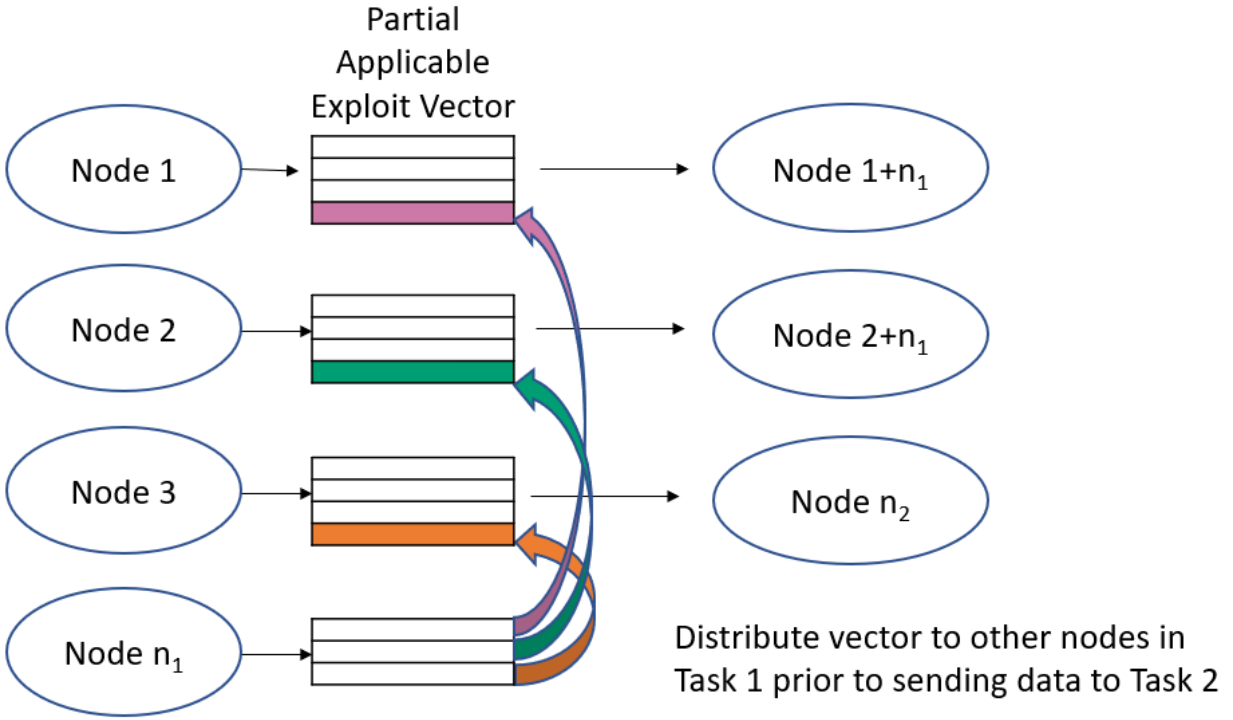 Partial
Applicable
Exploit Vector
Node 1
Node 1+n₁
Node 2
Node 2+n₁
Node 3
Node n₂
Node n₁
Distribute vector to other nodes in
Task 1 prior to sending data to Task 2